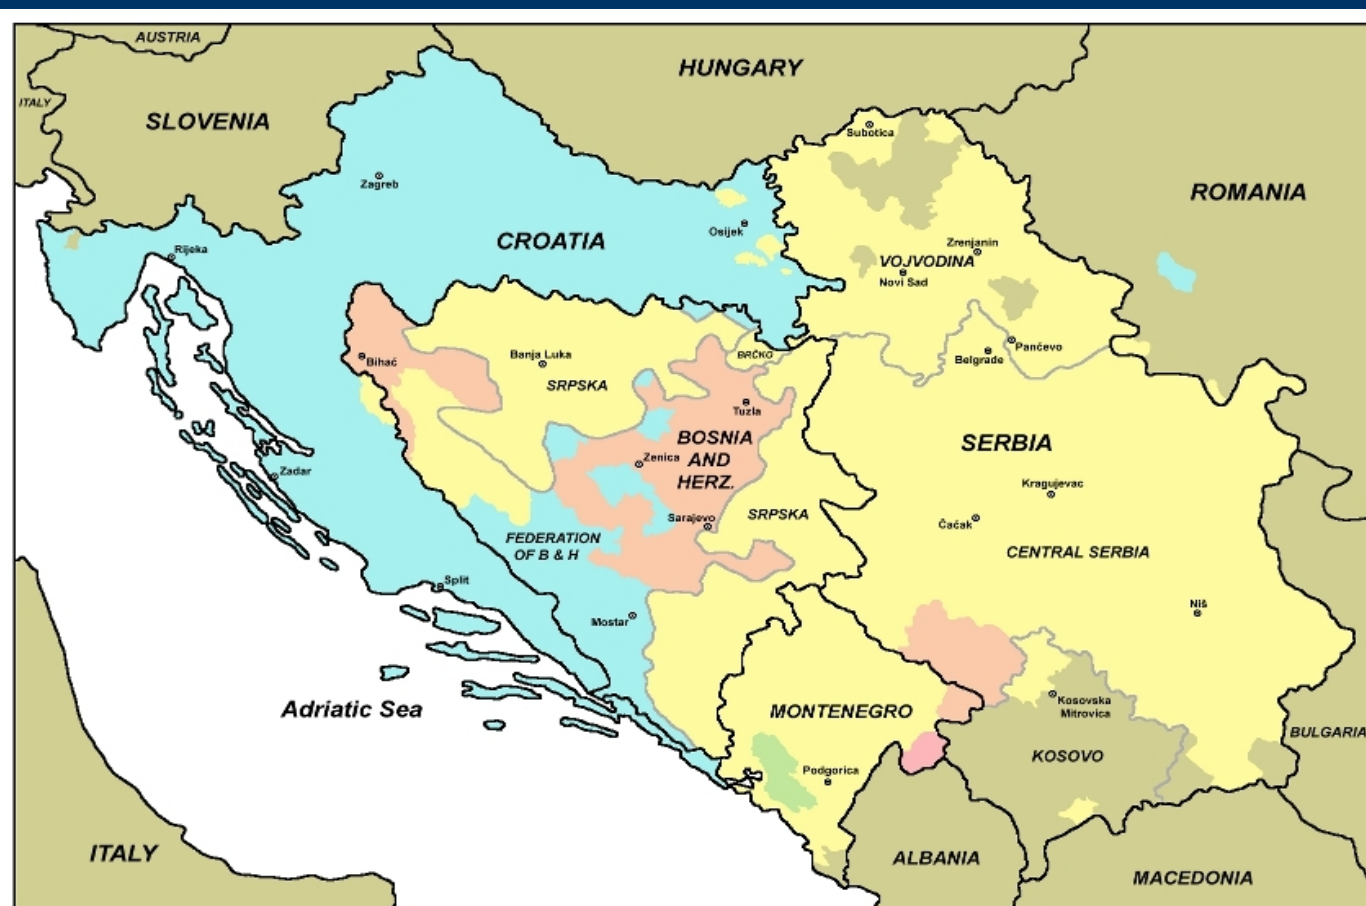 AUSTRIA
HUNGARY
ITALY
SLOVENIA
Subotica
Zagreb
ROMANIA
Osijek
CROATIA
Rijeka
Zrenjanin
VOJVODINA
Novi Sad
Bihać
Banja Luka
SRPSKA
BRČKO
Belgrade
Pančevo
Tuzla
BOSNIA
AND
HERZ.
SERBIA
Zenica
Zadar
Kragujevac
Sarajevo
SRPSKA
Čačak
FEDERATION
OF B & H
CENTRAL SERBIA
Split
Mostar
Niš
Adriatic Sea
MONTENEGRO
Kosovska
Mitrovica
BULGARIA
KOSOVO
Podgorica
ITALY
ALBANIA
MACEDONIA